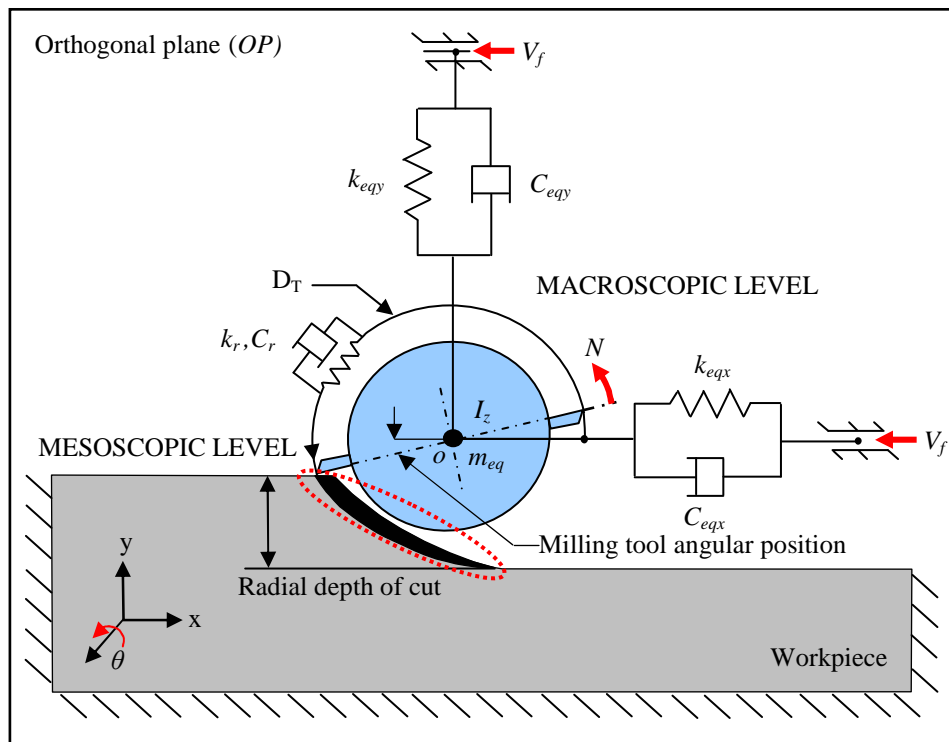 Orthogonal plane (OP)
V_f
k_eqy
C_eqy
D_T
MACROSCOPIC LEVEL
k_r, C_r
N
k_eqx
I_z
V_f
MESOSCOPIC LEVEL
o
m_eq
C_eqx
Milling tool angular position
y
Radial depth of cut
x
θ
Workpiece